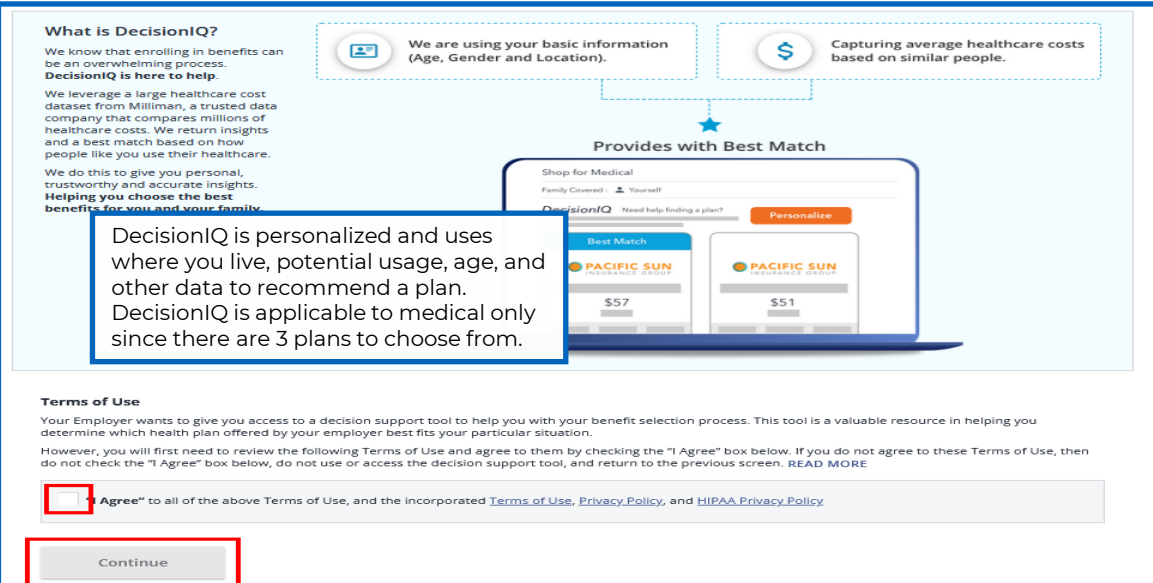 What is DecisionIQ?
We know that enrolling in benefits can
be an overwhelming process.
DecisionIQ is here to help.
We leverage a large healthcare cost
dataset from Milliman, a trusted data
company that compares millions of
healthcare costs. We return insights
and a best match based on how
people like you use their healthcare.
We do this to give you personal,
trustworthy and accurate insights.
Helping you choose the best
benefits for you and your family.
We are using your basic information
(Age, Gender and Location).
Capturing average healthcare costs
based on similar people.
Provides with Best Match
Shop for Medical
Family Covered : Yourself
DecisionIQ Need help finding a plan?
Personalize
Best Match
PACIFIC SUN
INSURANCE GROUP
$57
PACIFIC SUN
INSURANCE GROUP
$51
DecisionIQ is personalized and uses
where you live, potential usage, age, and
other data to recommend a plan.
DecisionIQ is applicable to medical only
since there are 3 plans to choose from.
Terms of Use
Your Employer wants to give you access to a decision support tool to help you with your benefit selection process. This tool is a valuable resource in helping you
determine which health plan offered by your employer best fits your particular situation.
However, you will first need to review the following Terms of Use and agree to them by checking the "I Agree" box below. If you do not agree to these Terms of Use, then
do not check the "I Agree" box below, do not use or access the decision support tool, and return to the previous screen. READ MORE
"I Agree" to all of the above Terms of Use, and the incorporated Terms of Use, Privacy Policy, and HIPAA Privacy Policy
Continue